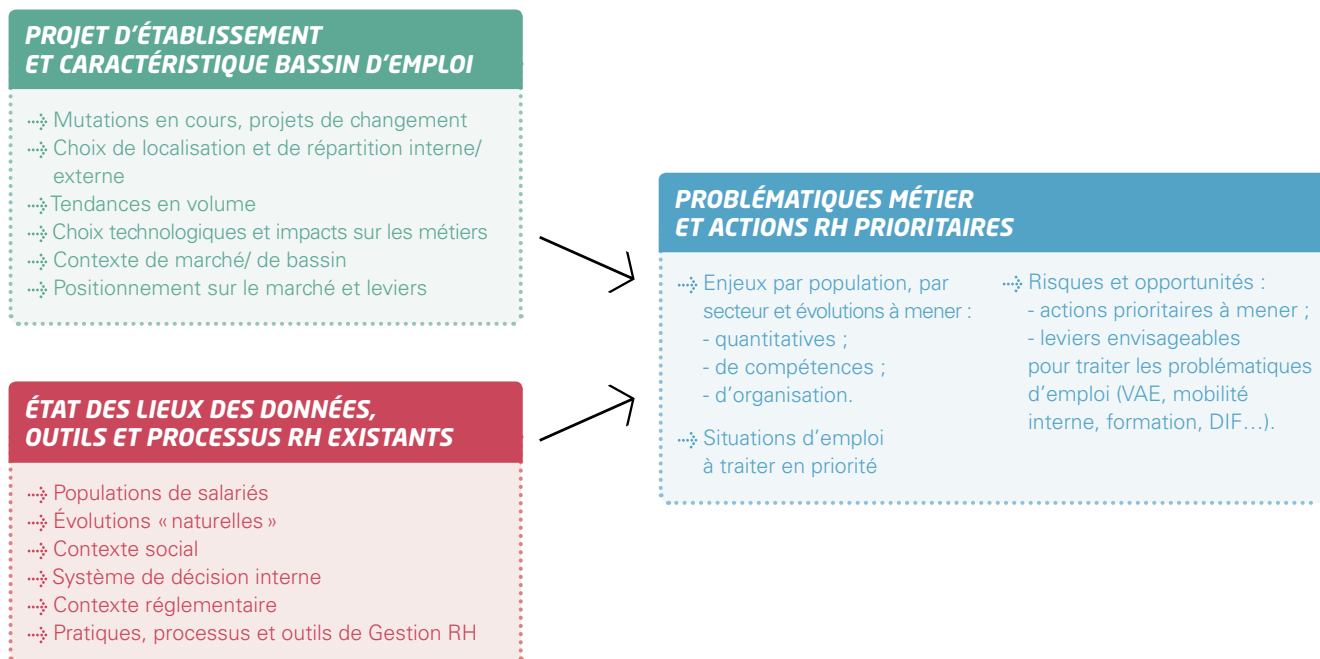 PROJET D'ÉTABLISSEMENT
ET CARACTÉRISTIQUE BASSIN D'EMPLOI
Mutations en cours, projets de changement
Choix de localisation et de répartition interne/
externe
Tendances en volume
Choix technologiques et impacts sur les métiers
Contexte de marché/ de bassin
Positionnement sur le marché et leviers
ÉTAT DES LIEUX DES DONNÉES,
OUTILS ET PROCESSUS RH EXISTANTS
Populations de salariés
Évolutions « naturelles »
Contexte social
Système de décision interne
Contexte réglementaire
Pratiques, processus et outils de Gestion RH
PROBLÉMATIQUES MÉTIER
ET ACTIONS RH PRIORITAIRES
Enjeux par population, par
secteur et évolutions à mener :
- quantitatives ;
- de compétences ;
- d'organisation.
Situations d'emploi
à traiter en priorité
Risques et opportunités :
- actions prioritaires à mener ;
- leviers envisageables
pour traiter les problématiques
d'emploi (VAE, mobilité
interne, formation, DIF…).